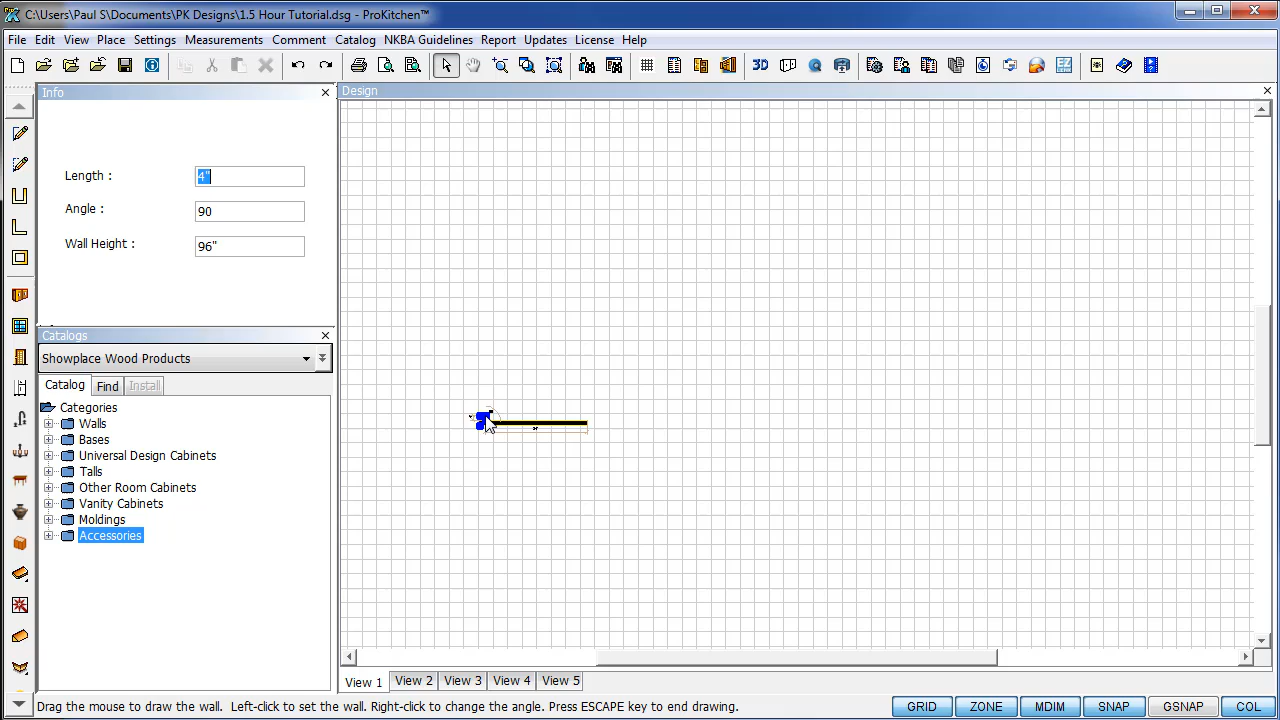 C:\Users\Paul S\Documents\PK Designs\1.5 Hour Tutorial.dsg - ProKitchen™
File Edit View Place Settings Measurements Comment Catalog NKBA Guidelines Report Updates License Help
3D EZ
Info
Design
Length : 4"
Angle : 90
Wall Height : 96"
Catalogs
Showplace Wood Products
Catalog Find Install
Categories
Walls
Bases
Universal Design Cabinets
Talls
Other Room Cabinets
Vanity Cabinets
Moldings
Accessories
View 1 View 2 View 3 View 4 View 5
Drag the mouse to draw the wall. Left-click to set the wall. Right-click to change the angle. Press ESCAPE key to end drawing.
GRID ZONE MDIM SNAP GSNAP COL